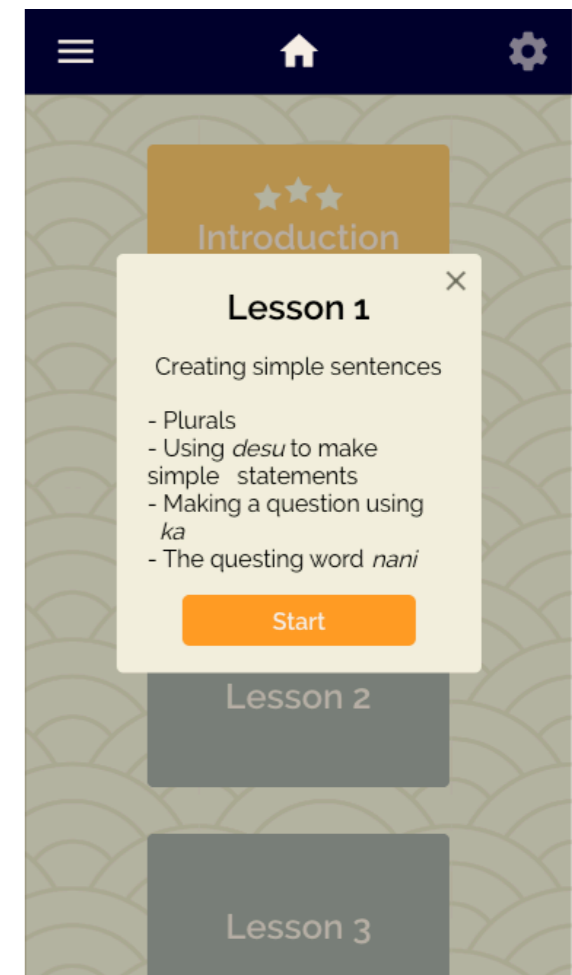 Introduction
Lesson 1
Creating simple sentences
- Plurals
- Using desu to make
simple statements
- Making a question using
ka
- The questing word nani
Start
Lesson 2
Lesson 3